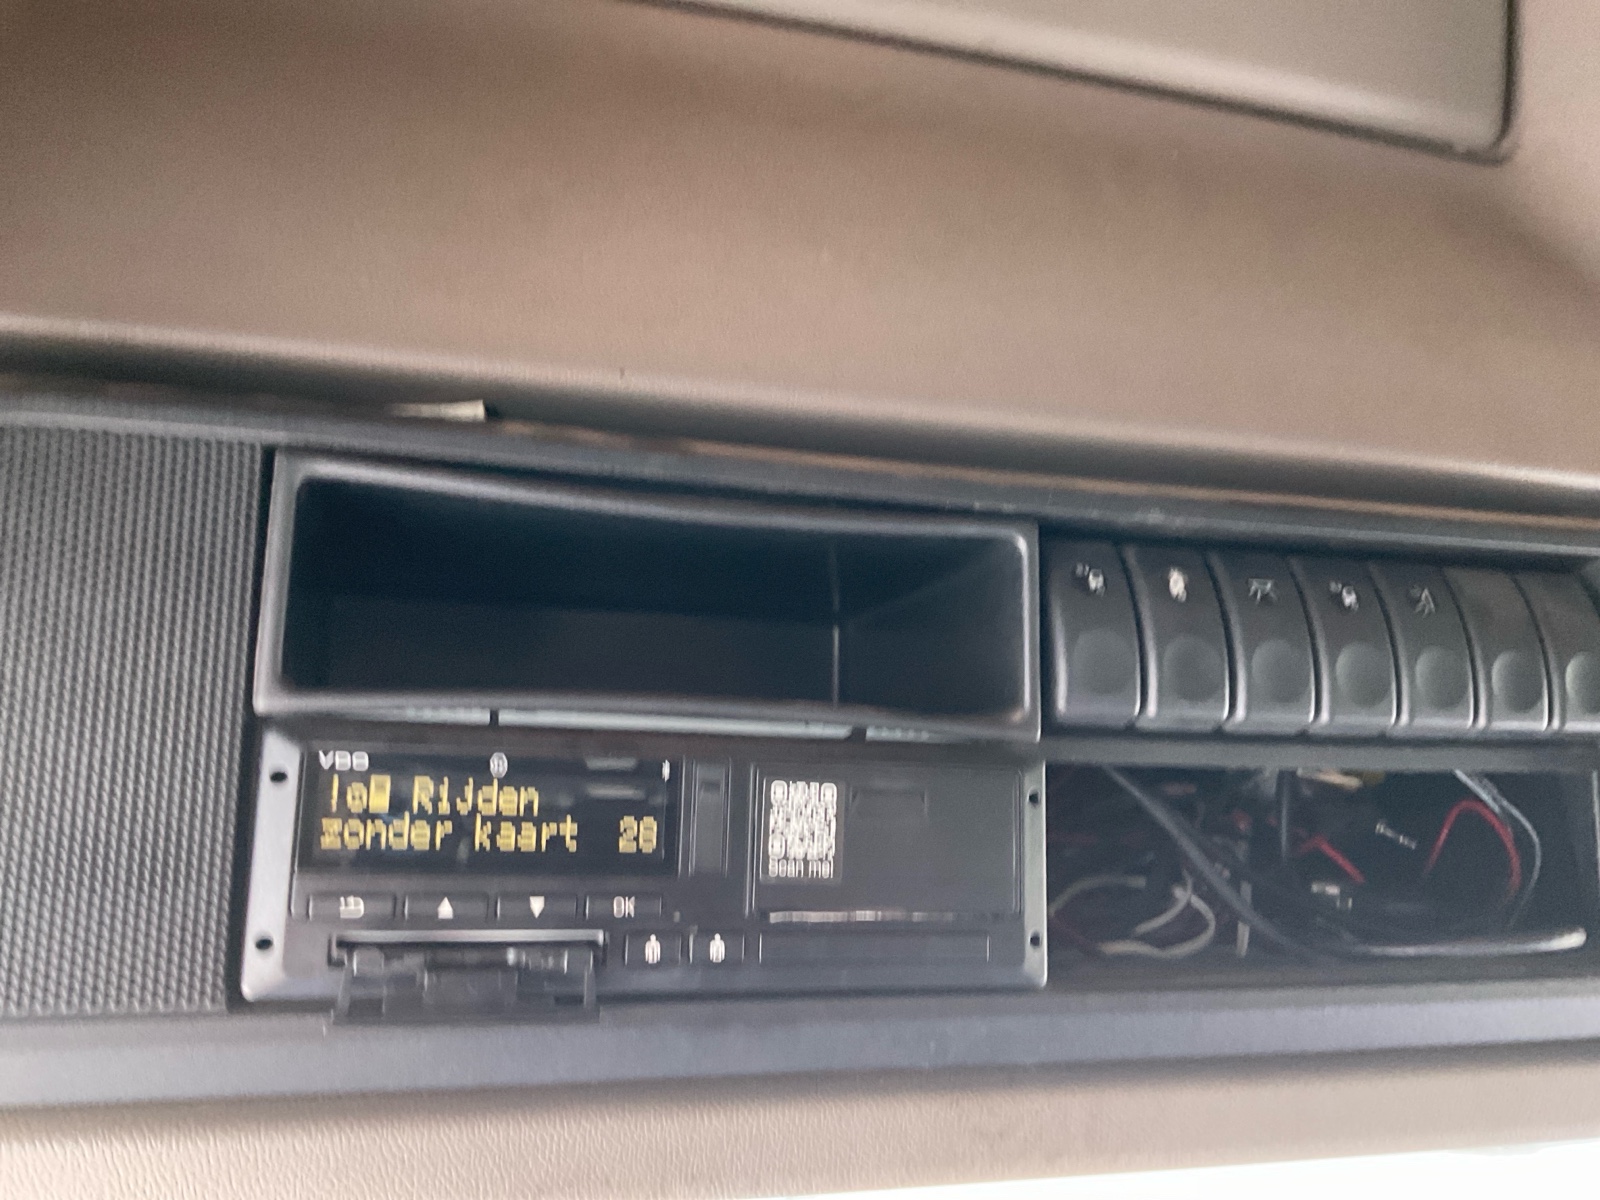 VDO
!o Rijden
zonder kaart 28
OK
Scan me!